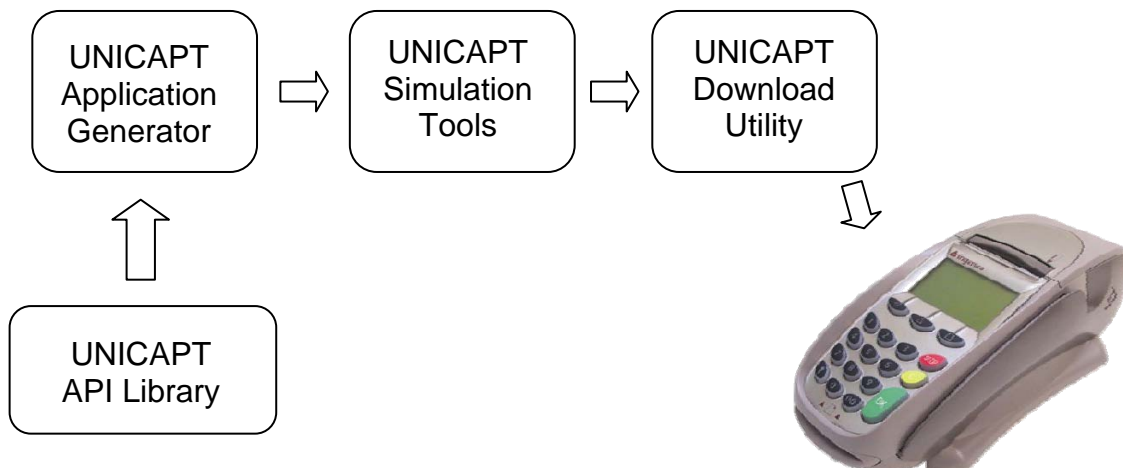 UNICAPT
Application
Generator
UNICAPT
Simulation
Tools
UNICAPT
Download
Utility
UNICAPT
API Library